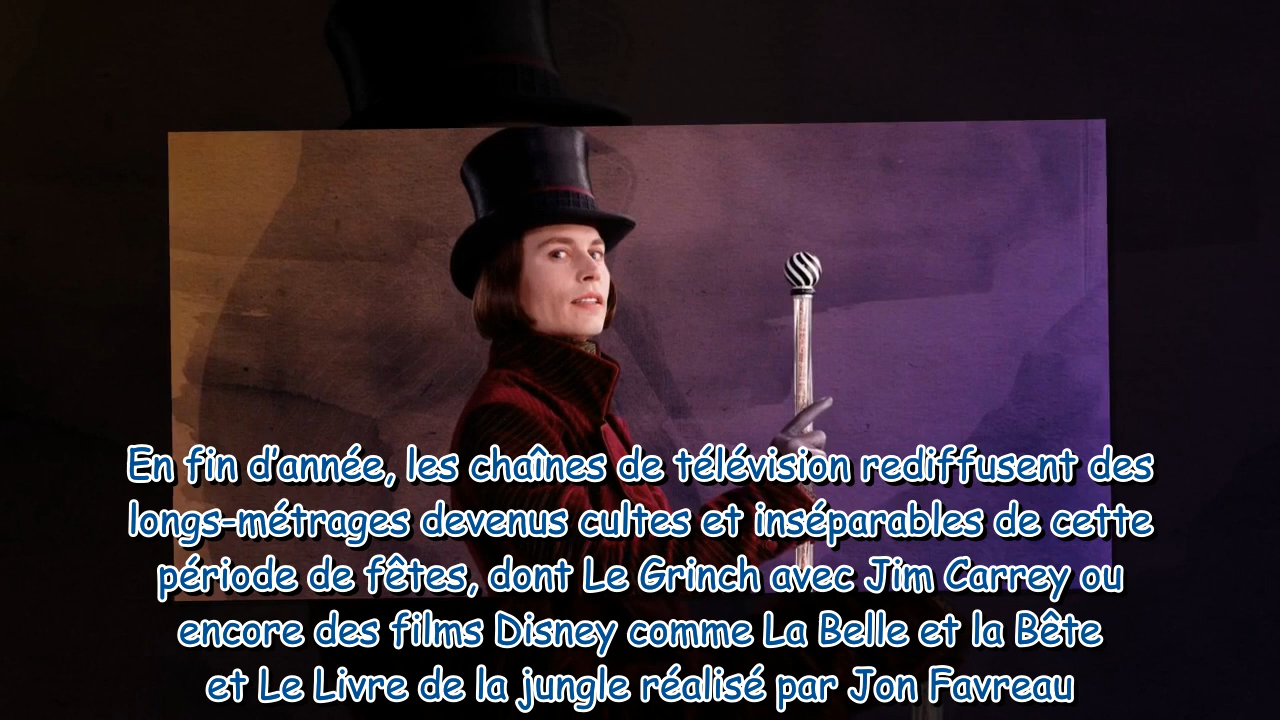 En fin d'année, les chaînes de télévision rediffusent des
longs-métrages devenus cultes et inséparables de cette
période de fêtes, dont Le Grinch avec Jim Carrey ou
encore des films Disney comme La Belle et la Bête
et Le Livre de la jungle réalisé par Jon Favreau